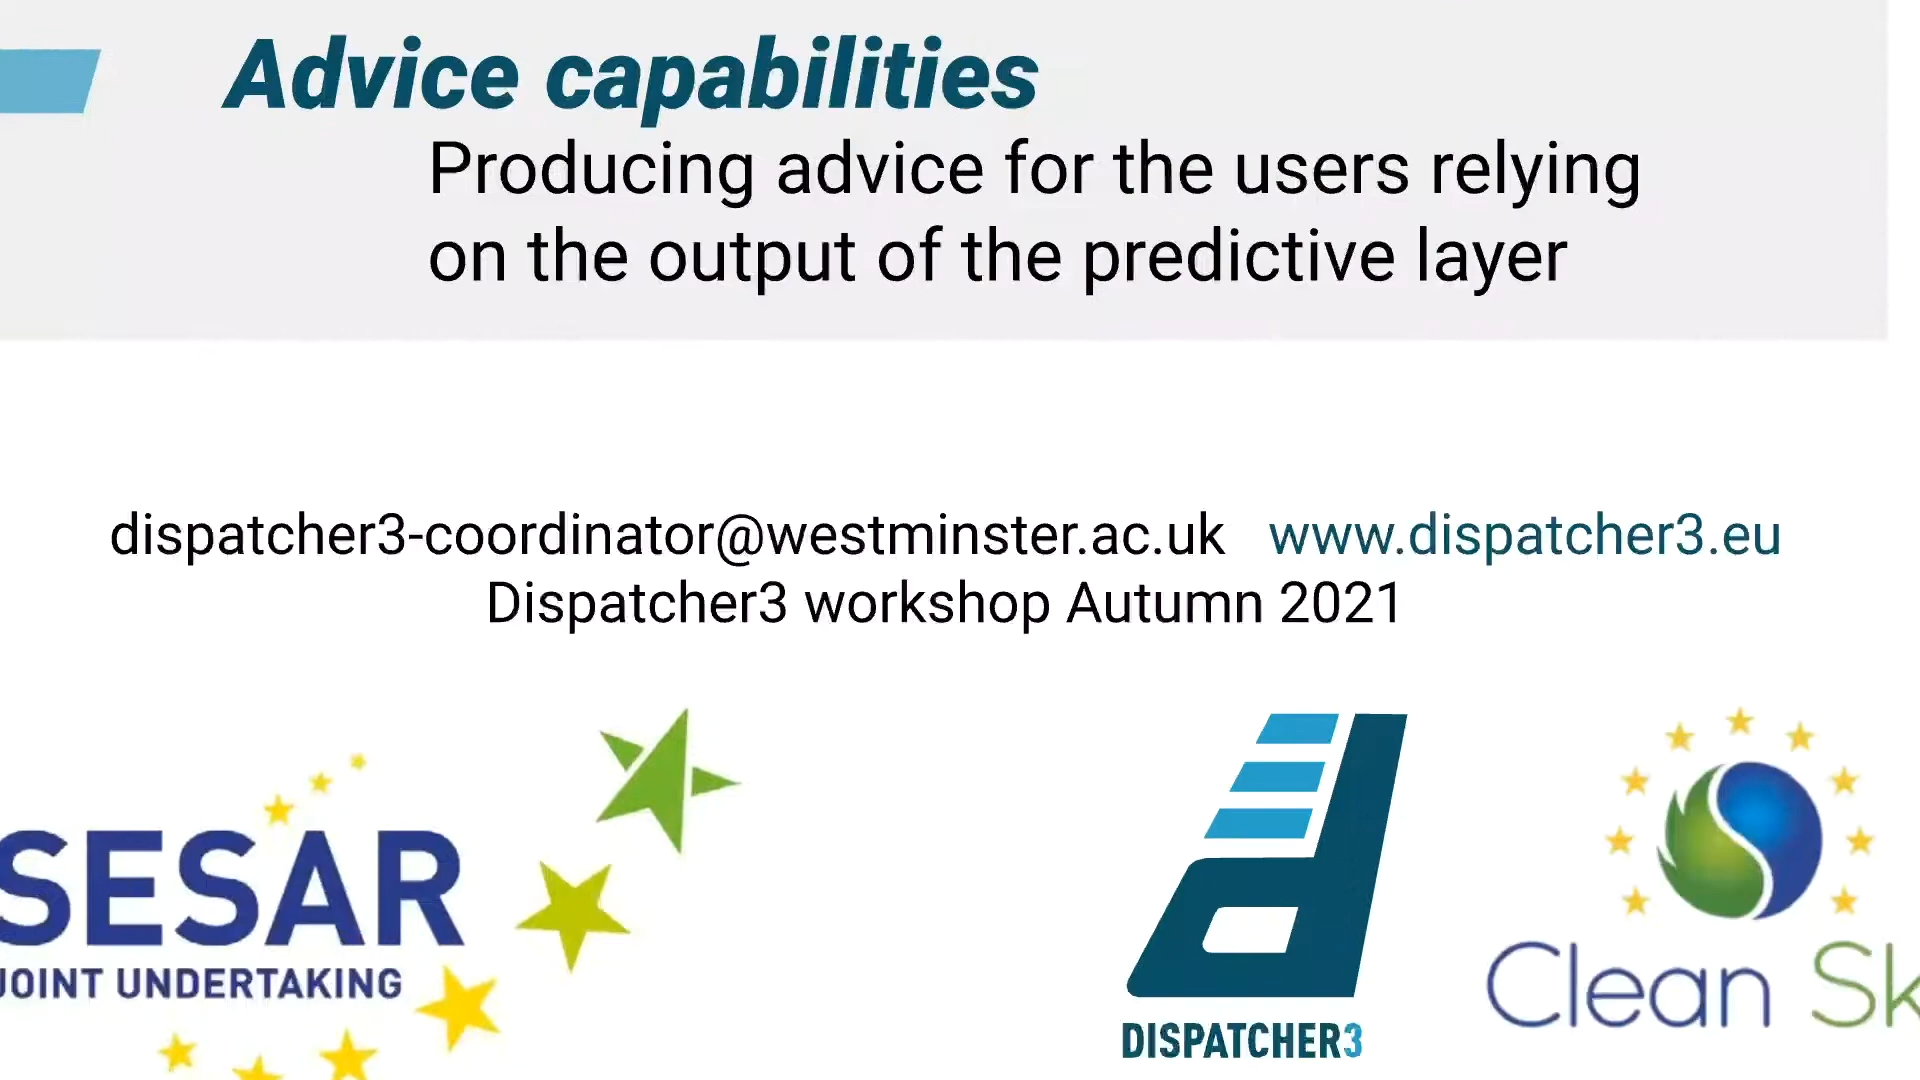 Advice capabilities
Producing advice for the users relying
on the output of the predictive layer
dispatcher3-coordinator@westminster.ac.uk www.dispatcher3.eu
Dispatcher3 workshop Autumn 2021
SESAR
JOINT UNDERTAKING
DISPATCHER3
Clean Sk